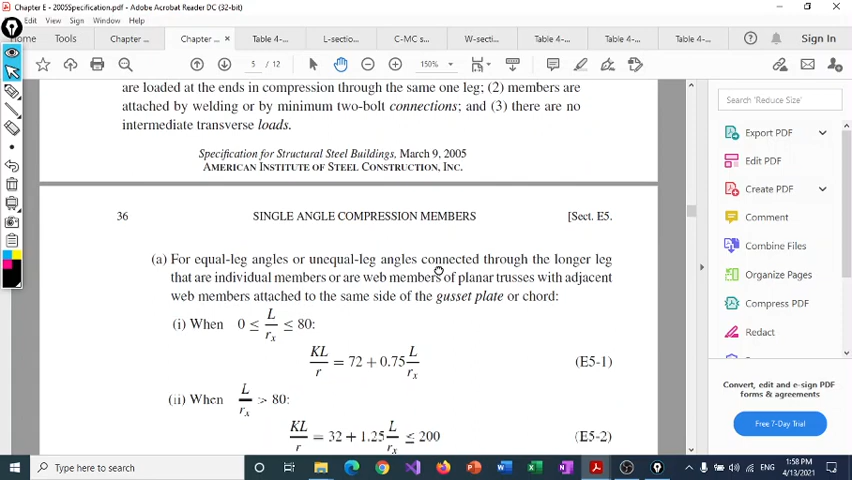 Chapter E - 2005Specification.pdf - Adobe Acrobat Reader DC (32-bit)
Edit View Sign Window Help
Home Tools Chapter ... Chapter ... × Table 4-... L-sectio... C-MC s... W-sectio... Table 4-... Table 4-... Table 4-... Sign In
5 / 12 150%
are loaded at the ends in compression through the same one leg; (2) members are
attached by welding or by minimum two-bolt connections; and (3) there are no
intermediate transverse loads.
Specification for Structural Steel Buildings, March 9, 2005
AMERICAN INSTITUTE OF STEEL CONSTRUCTION, INC.
36 SINGLE ANGLE COMPRESSION MEMBERS [Sect. E5.
(a) For equal-leg angles or unequal-leg angles connected through the longer leg
that are individual members or are web members of planar trusses with adjacent
web members attached to the same side of the gusset plate or chord:
(i) When 0 ≤ L/rx ≤ 80:
KL/r = 72 + 0.75 L/rx (E5-1)
(ii) When L/rx > 80:
KL/r = 32 + 1.25 L/rx ≤ 200 (E5-2)
Search 'Reduce Size'
Export PDF
Edit PDF
Create PDF
Comment
Combine Files
Organize Pages
Compress PDF
Redact
Convert, edit and e-sign PDF
forms & agreements
Free 7-Day Trial
Type here to search
ENG
1:58 PM
4/13/2021